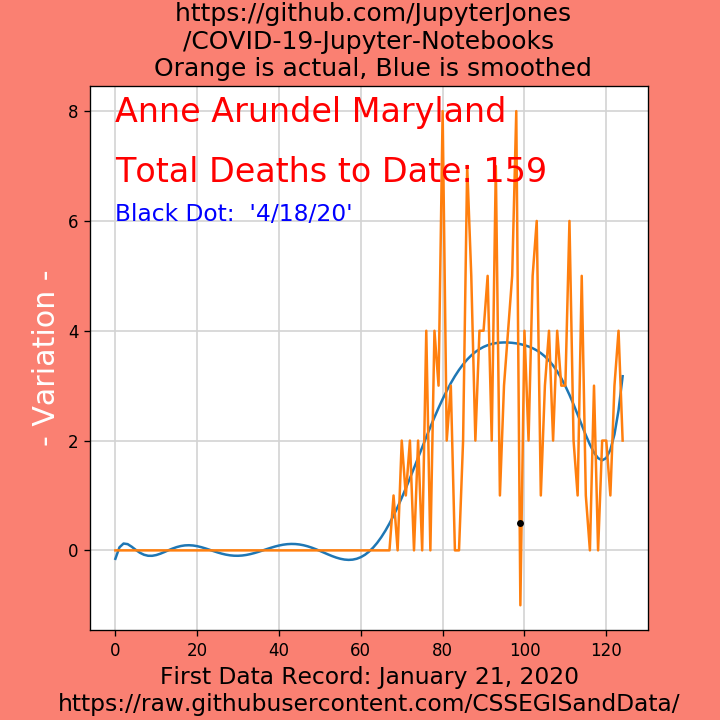 https://github.com/JupyterJones
/COVID-19-Jupyter-Notebooks
Orange is actual, Blue is smoothed
Anne Arundel Maryland
Total Deaths to Date: 159
Black Dot:  '4/18/20'
- Variation -
8
6
4
2
0
0 20 40 60 80 100 120
First Data Record: January 21, 2020
https://raw.githubusercontent.com/CSSEGISandData/